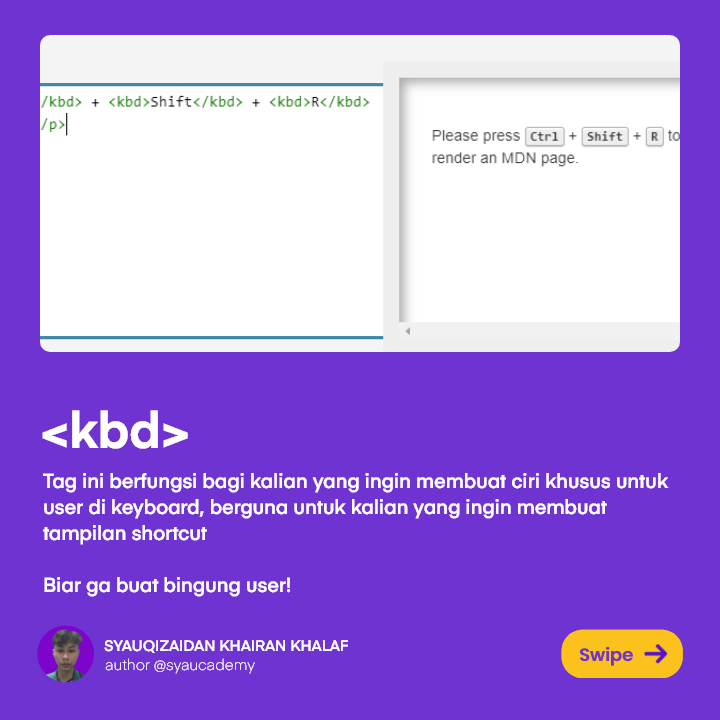 /kbd> + <kbd>Shift</kbd> + <kbd>R</kbd>
/p>
Please press Ctrl + Shift + R to
render an MDN page.
<kbd>
Tag ini berfungsi bagi kalian yang ingin membuat ciri khusus untuk
user di keyboard, berguna untuk kalian yang ingin membuat
tampilan shortcut
Biar ga buat bingung user!
SYAUQIZAIDAN KHAIRAN KHALAF
author @syaucademy
Swipe